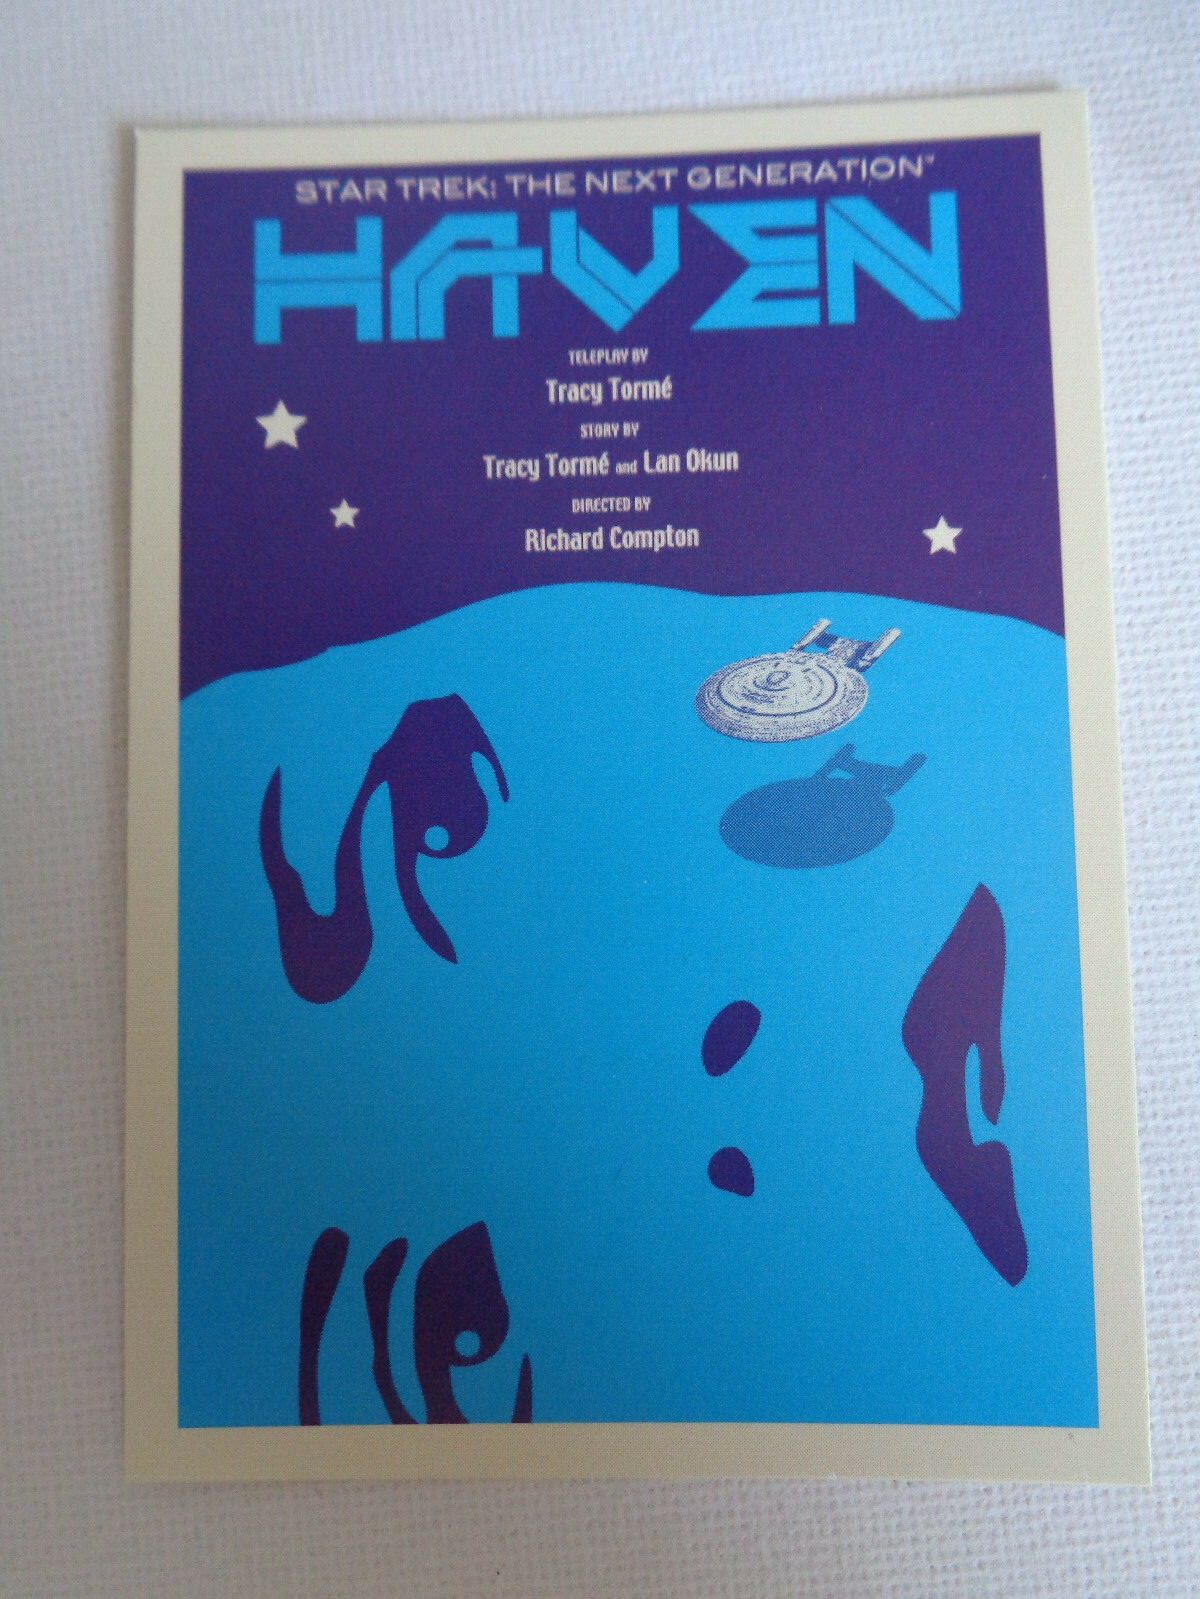 STAR TREK: THE NEXT GENERATION™
HAVEN
TELEPLAY BY
Tracy Tormé
STORY BY
Tracy Tormé and Lan Okun
DIRECTED BY
Richard Compton